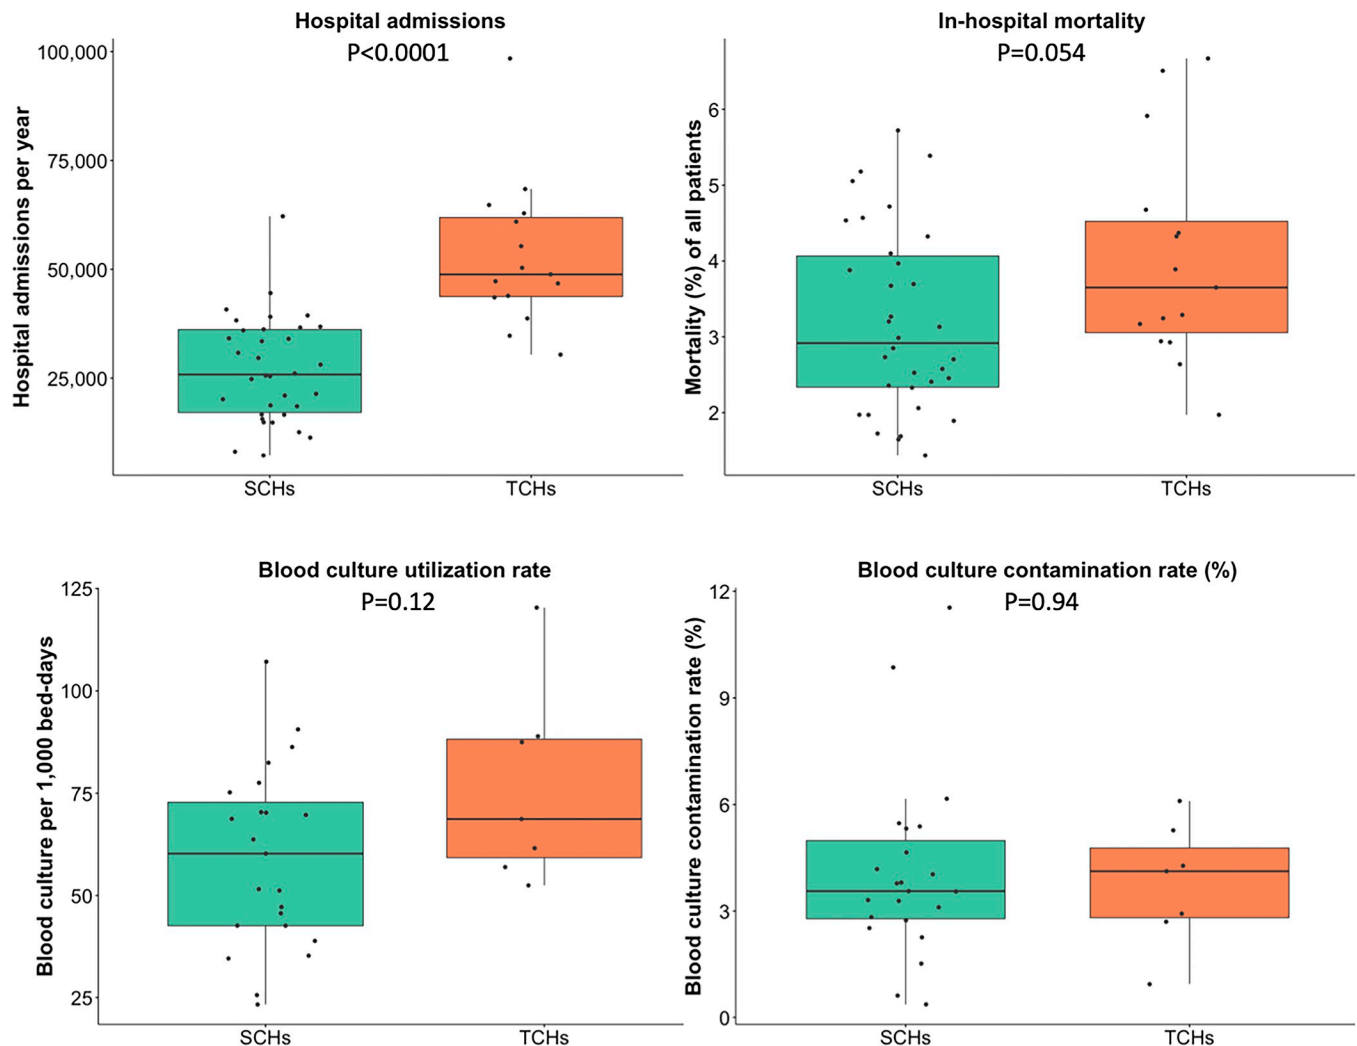 Hospital admissions
P<0.0001
Hospital admissions per year
100,000
75,000
50,000
25,000
SCHs
TCHs
In-hospital mortality
P=0.054
Mortality (%) of all patients
6
5
4
3
2
SCHs
TCHs
Blood culture utilization rate
P=0.12
Blood culture per 1,000 bed-days
125
100
75
50
25
SCHs
TCHs
Blood culture contamination rate (%)
P=0.94
Blood culture contamination rate (%)
12
9
6
3
0
SCHs
TCHs